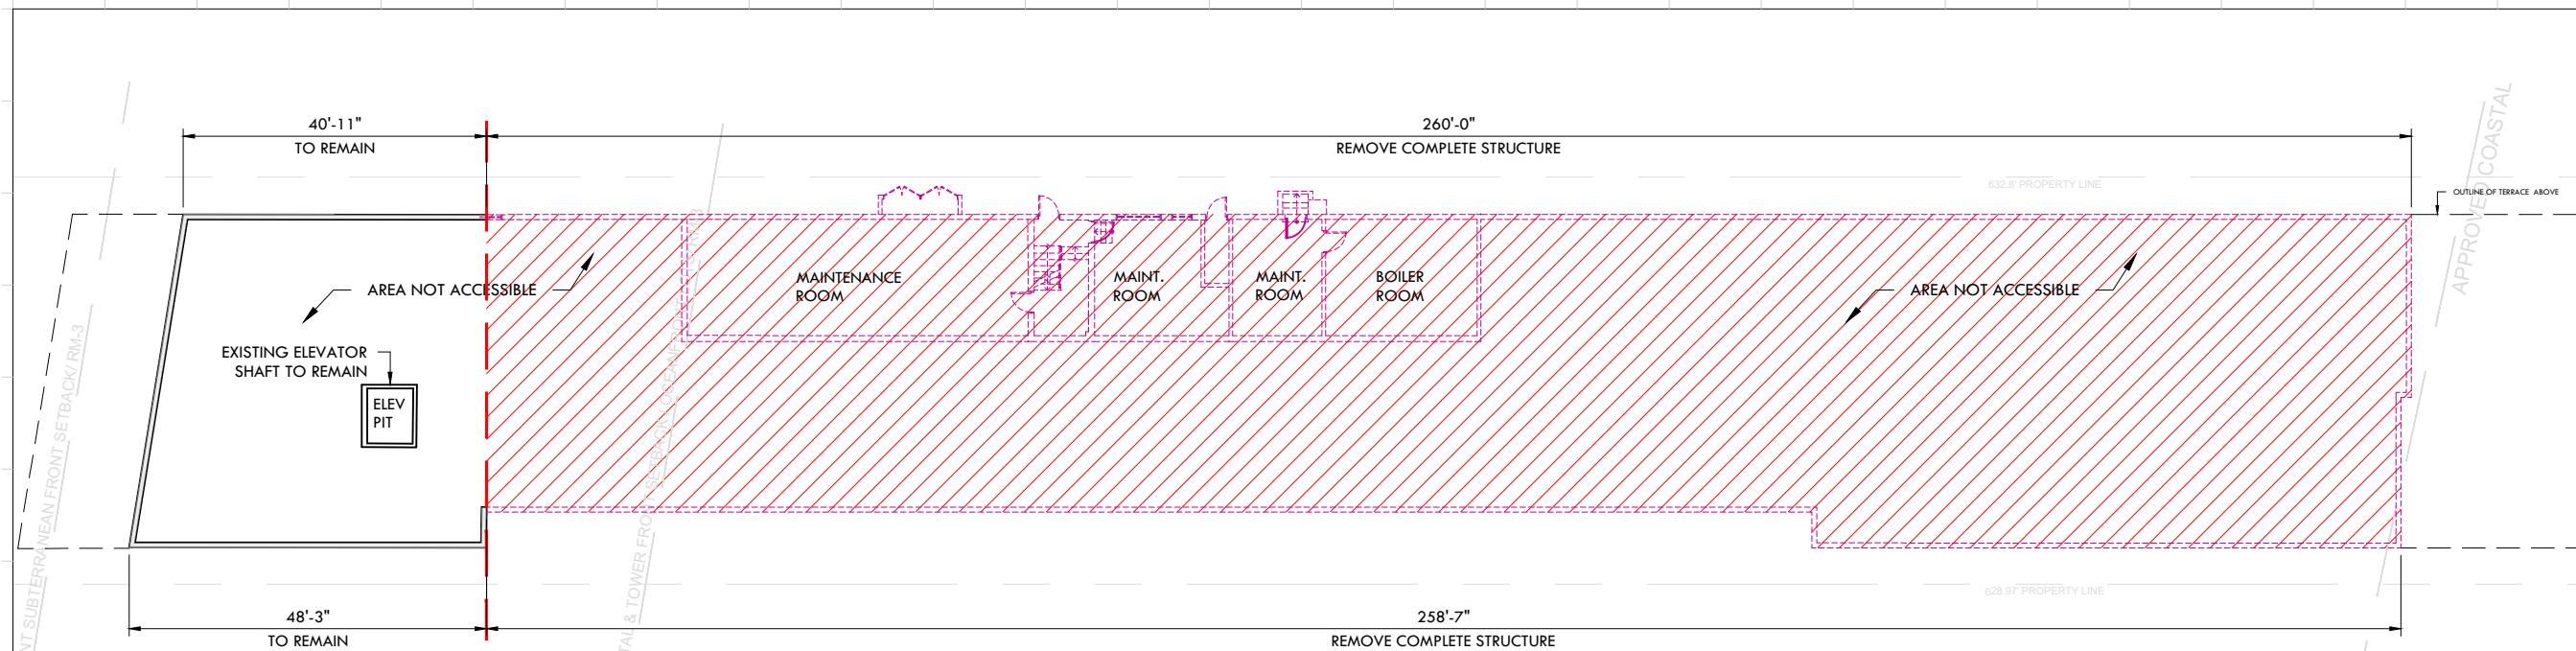 40'-11"
TO REMAIN
260'-0"
REMOVE COMPLETE STRUCTURE
632.8' PROPERTY LINE
OUTLINE OF TERRACE ABOVE
APPROVED COASTAL
AREA NOT ACCESSIBLE
MAINTENANCE
ROOM
MAINT.
ROOM
MAINT.
ROOM
BOILER
ROOM
AREA NOT ACCESSIBLE
EXISTING ELEVATOR
SHAFT TO REMAIN
ELEV
PIT
NT SUBTERRANEAN FRONT SETBACK/ RM-3
TAL & TOWER FRONT SETBACK/ OCEANFRONT
628.97' PROPERTY LINE
48'-3"
TO REMAIN
258'-7"
REMOVE COMPLETE STRUCTURE